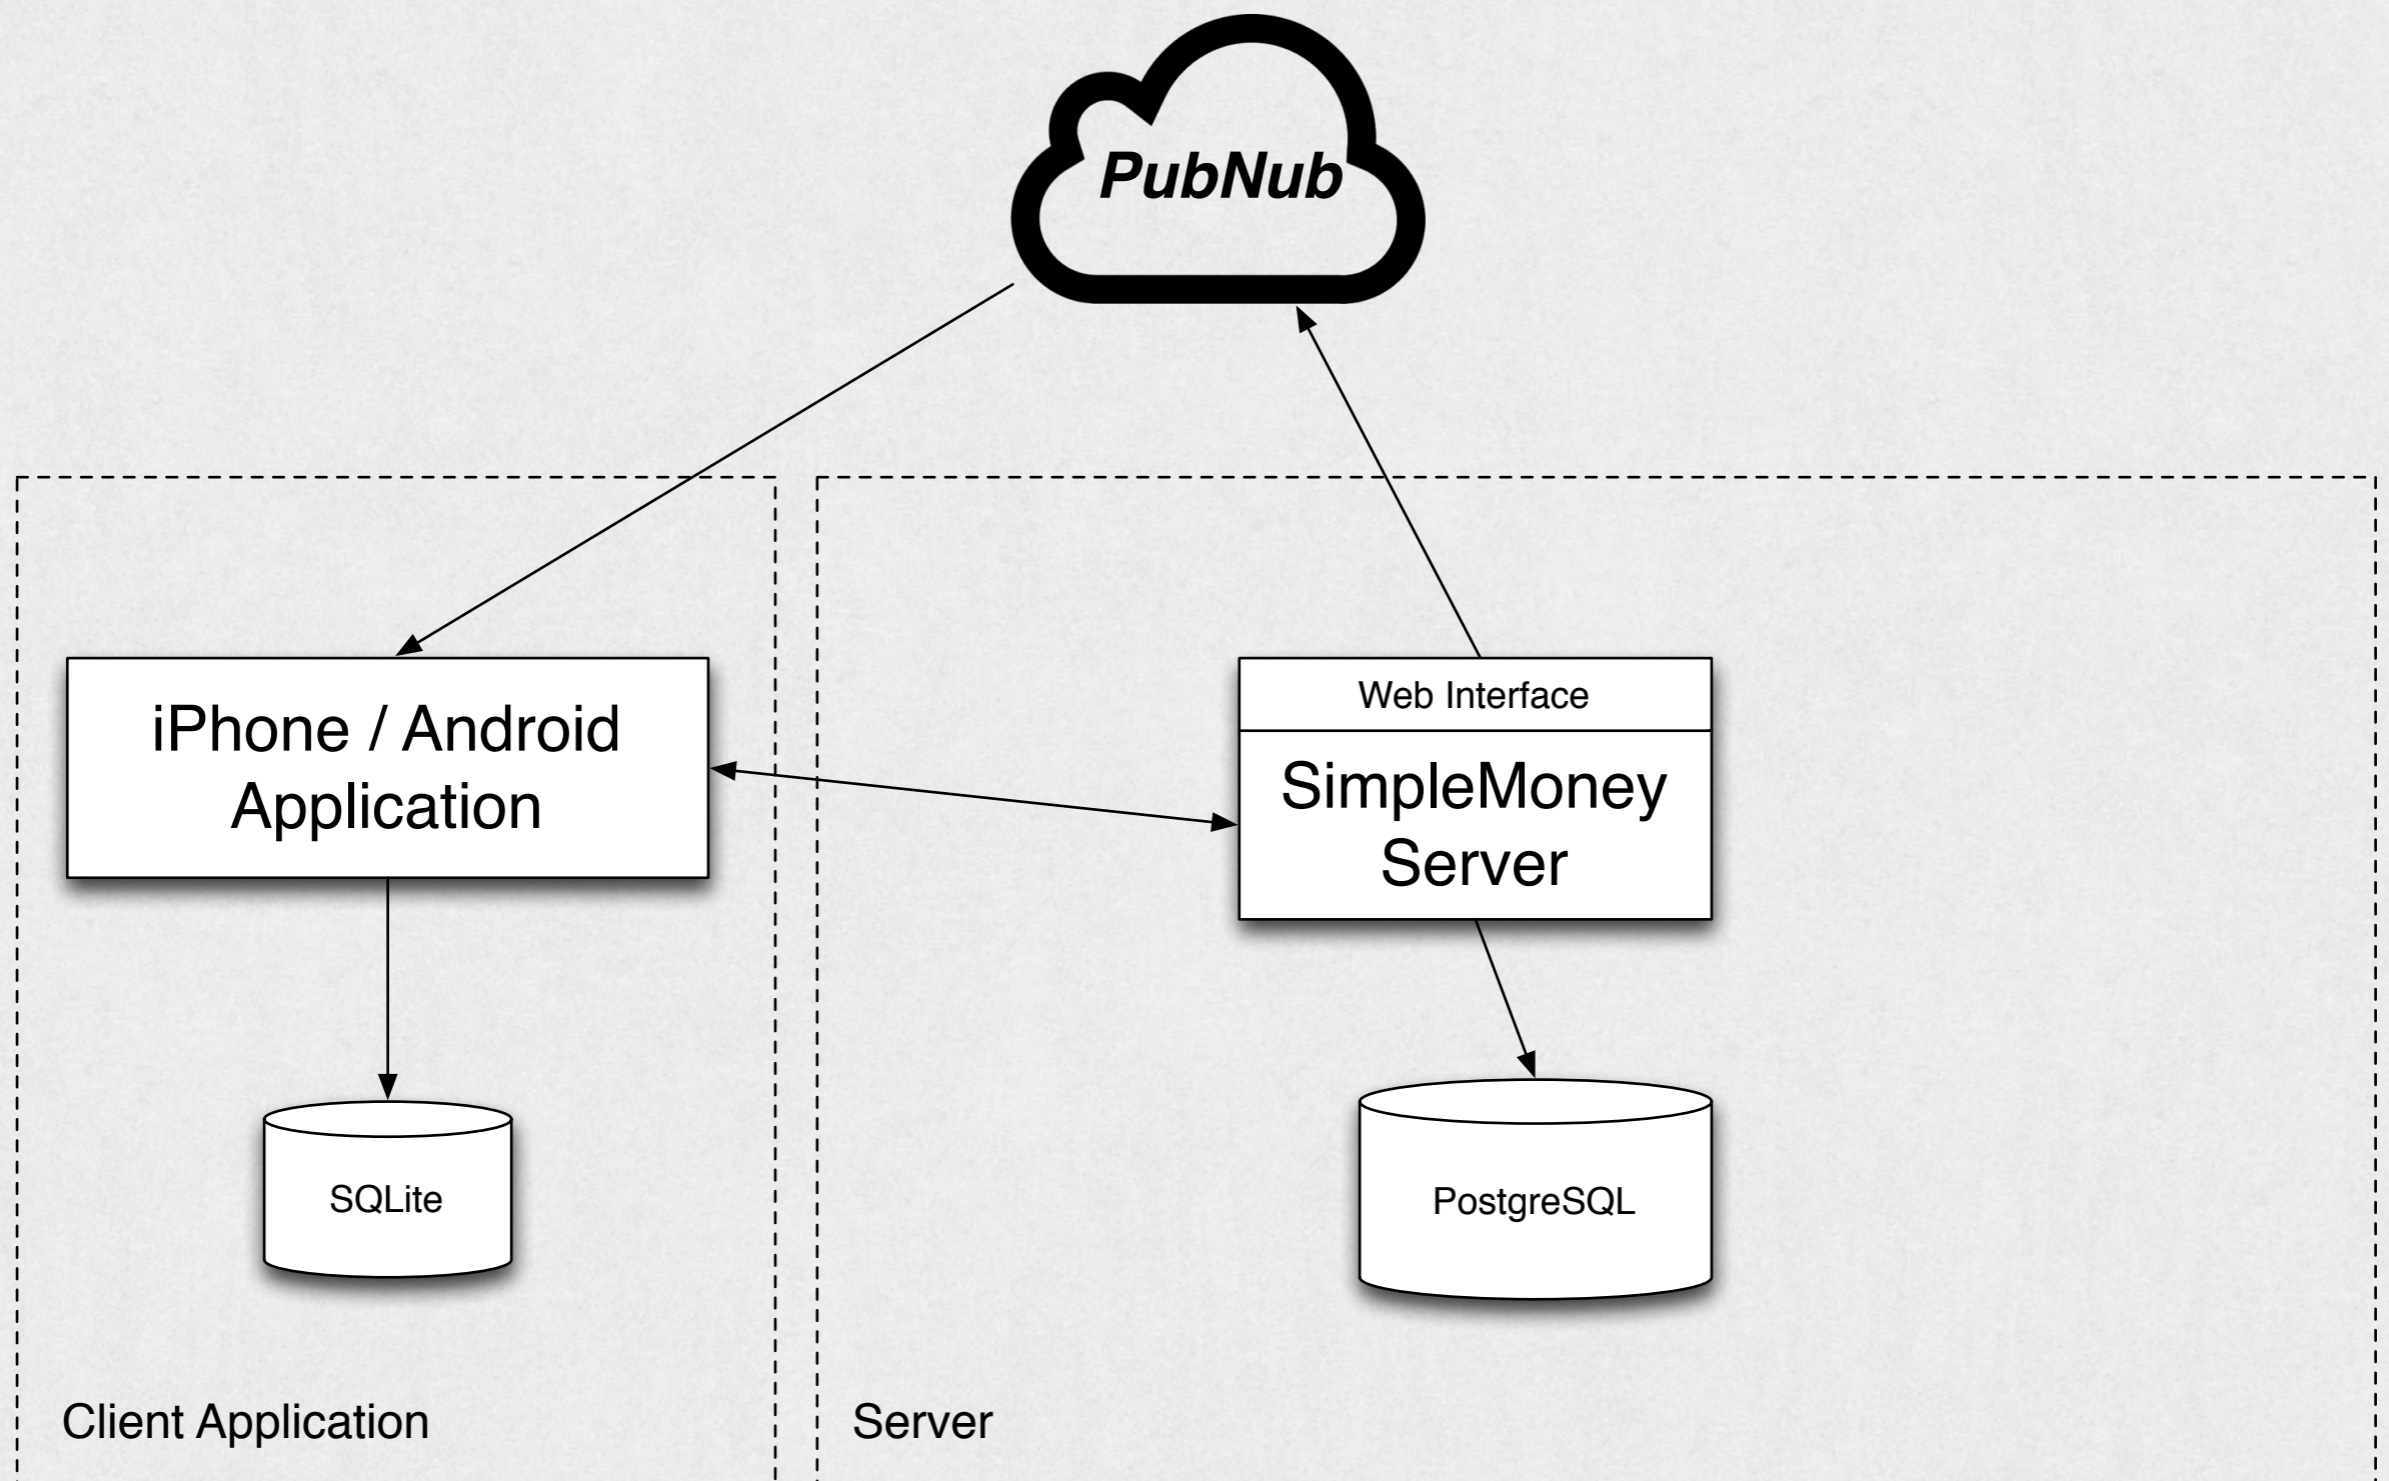 PubNub
iPhone / Android
Application
Web Interface
SimpleMoney
Server
SQLite
PostgreSQL
Client Application
Server